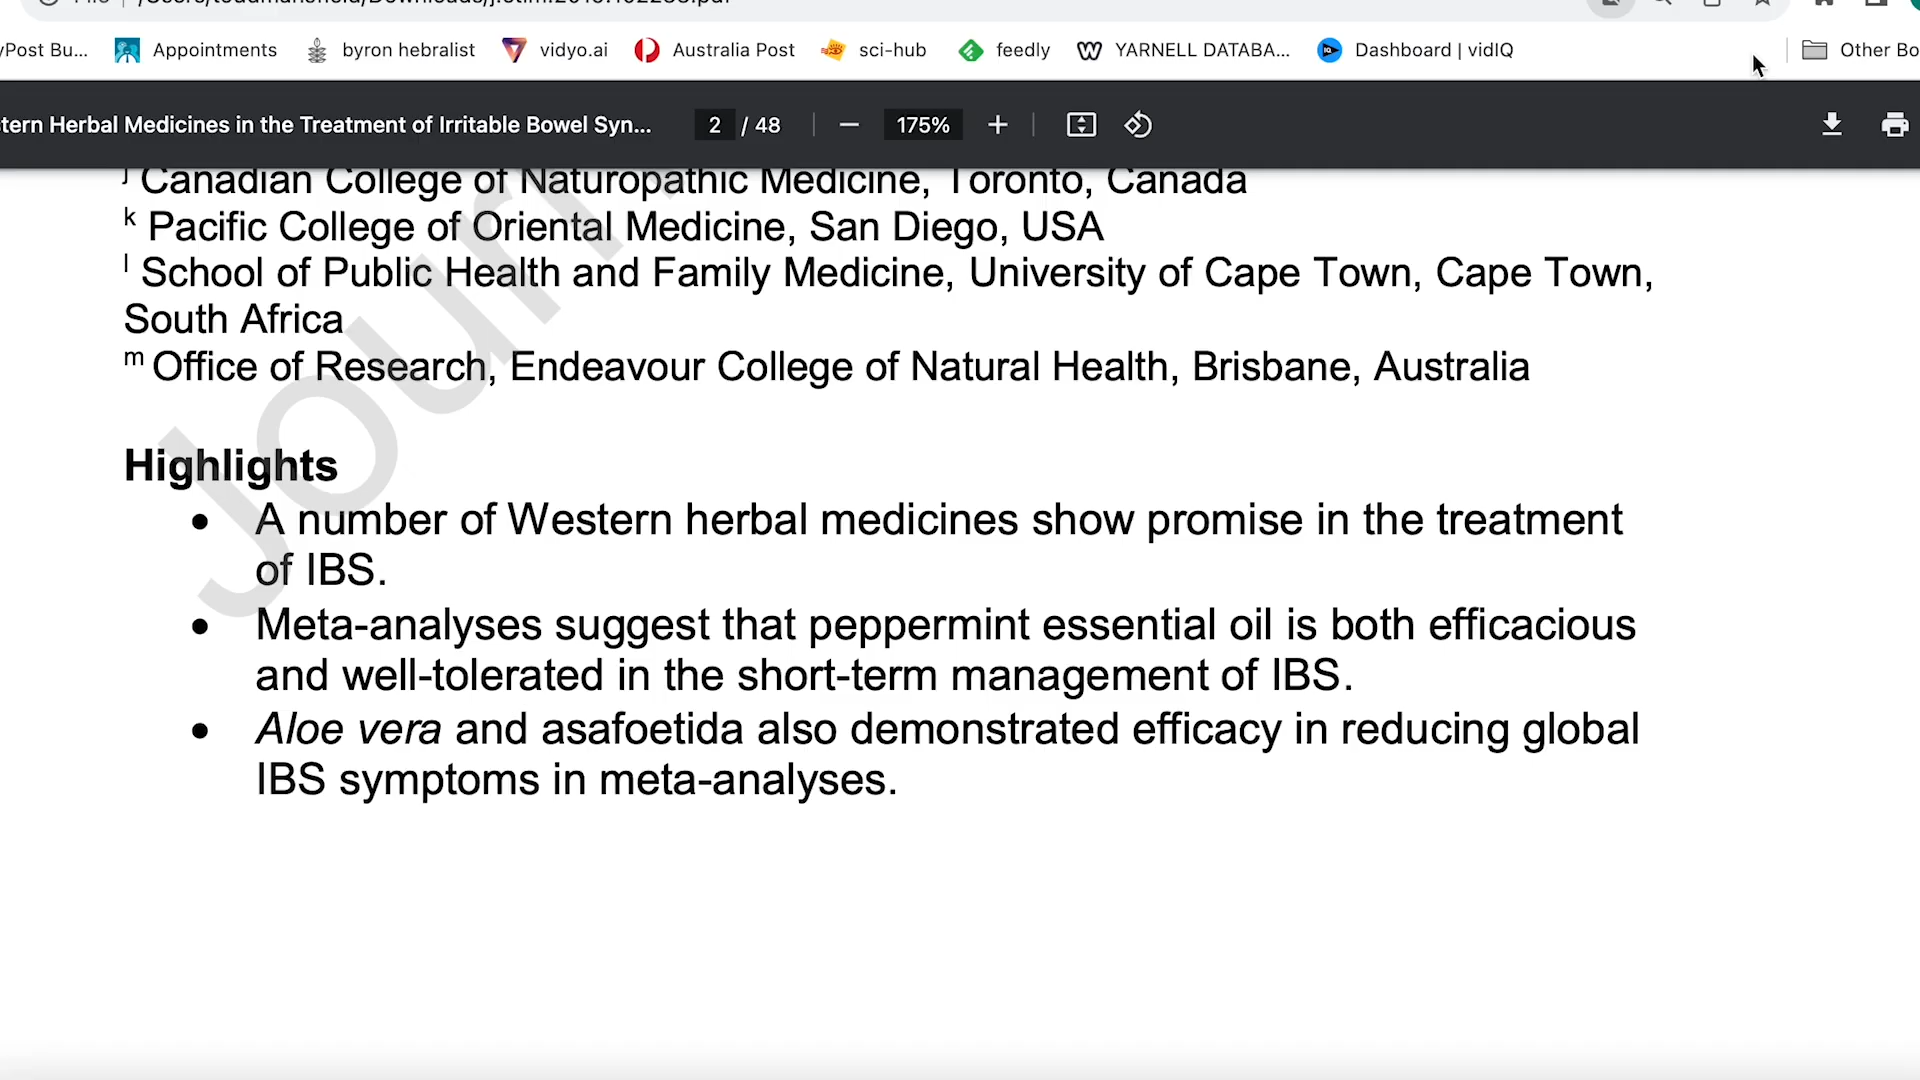 yPost Bu... Appointments byron hebralist vidyo.ai Australia Post sci-hub feedly YARNELL DATABA... Dashboard | vidIQ Other Bo
stern Herbal Medicines in the Treatment of Irritable Bowel Syn... 2 / 48 175%
j Canadian College of Naturopathic Medicine, Toronto, Canada
k Pacific College of Oriental Medicine, San Diego, USA
l School of Public Health and Family Medicine, University of Cape Town, Cape Town,
South Africa
m Office of Research, Endeavour College of Natural Health, Brisbane, Australia
Highlights
• A number of Western herbal medicines show promise in the treatment
of IBS.
• Meta-analyses suggest that peppermint essential oil is both efficacious
and well-tolerated in the short-term management of IBS.
• Aloe vera and asafoetida also demonstrated efficacy in reducing global
IBS symptoms in meta-analyses.
Jour